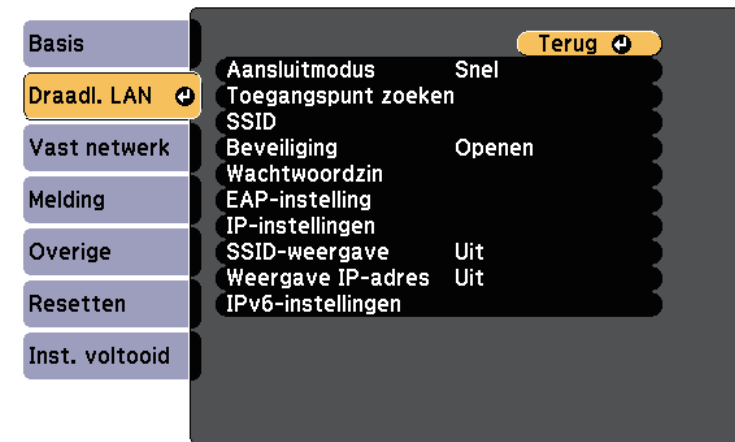 Basis
Draadl. LAN
Vast netwerk
Melding
Overige
Resetten
Inst. voltooid
Terug
Aansluitmodus Snel
Toegangspunt zoeken
SSID
Beveiliging Openen
Wachtwoordzin
EAP-instelling
IP-instellingen
SSID-weergave Uit
Weergave IP-adres Uit
IPv6-instellingen